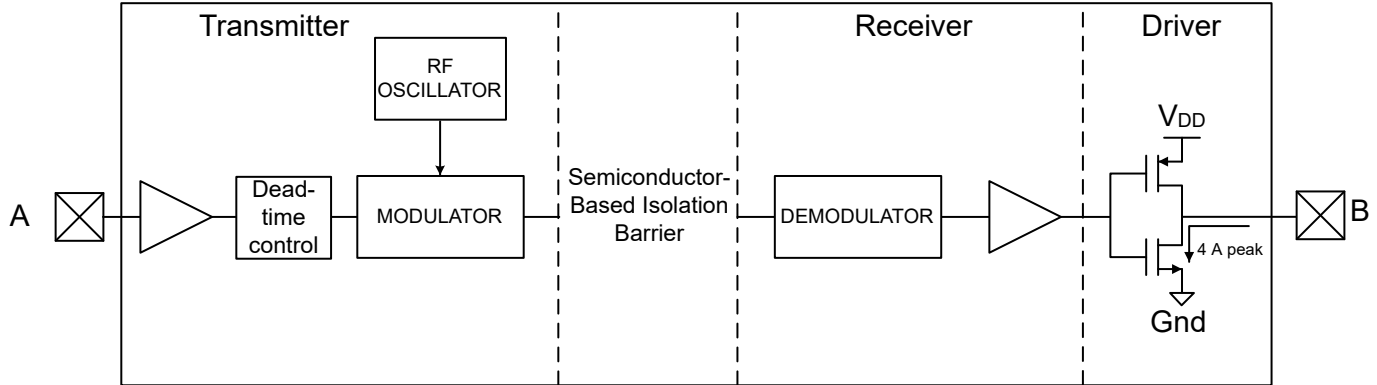 Transmitter
Receiver
Driver
RF
OSCILLATOR
VDD
A
Dead-
time
control
MODULATOR
Semiconductor-
Based Isolation
Barrier
DEMODULATOR
4 A peak
B
Gnd